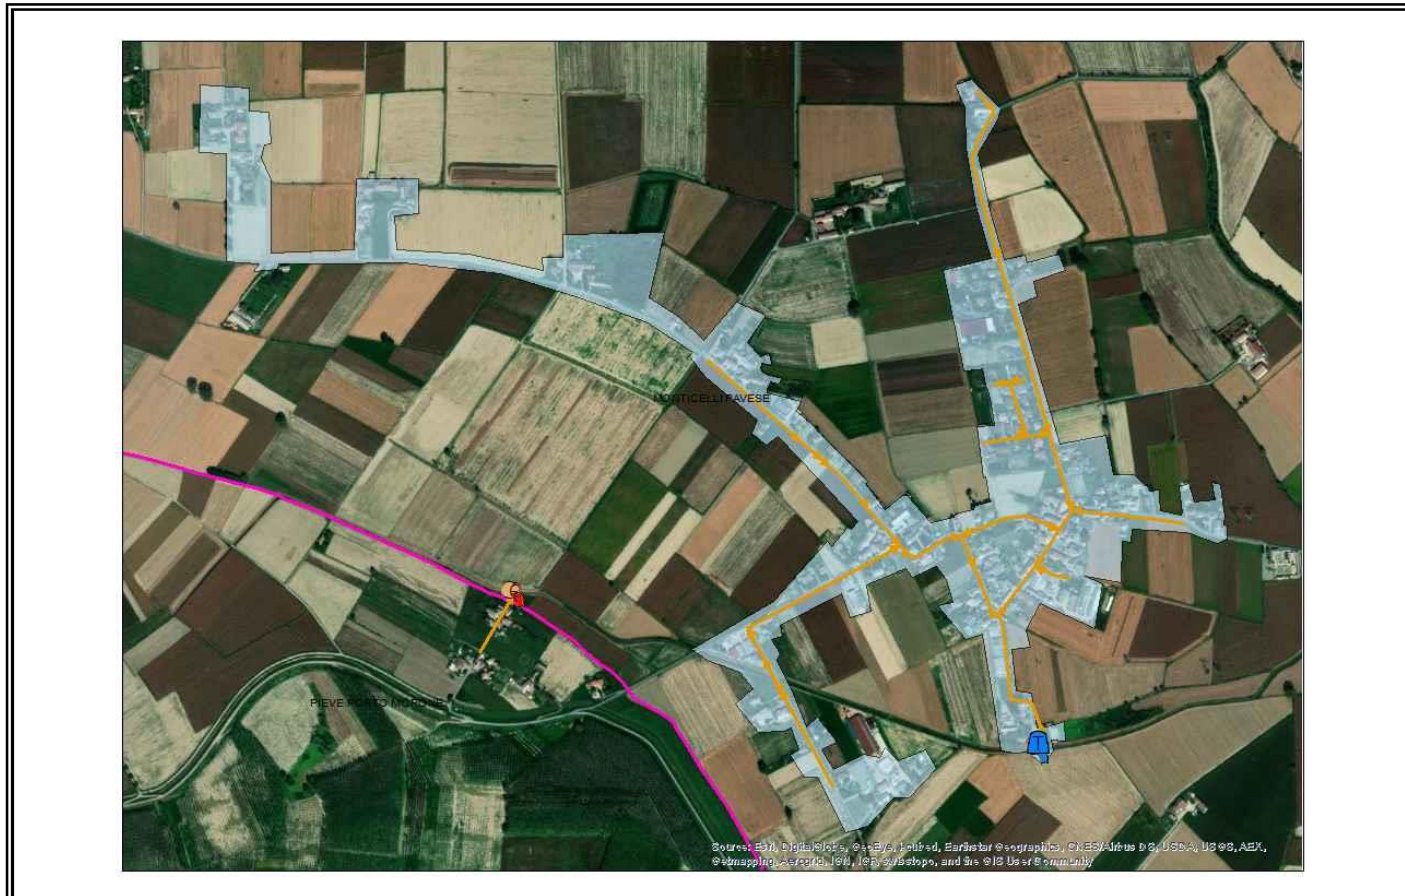 MONTICELLI PAVESE
PIEVE PORTO MORONE
Source: Esri, DigitalGlobe, GeoEye, i-cubed, Earthstar Geographics, CNES/Airbus DS, USDA, USGS, AEX,
Getmapping, Aerogrid, IGN, IGP, swisstopo, and the GIS User Community